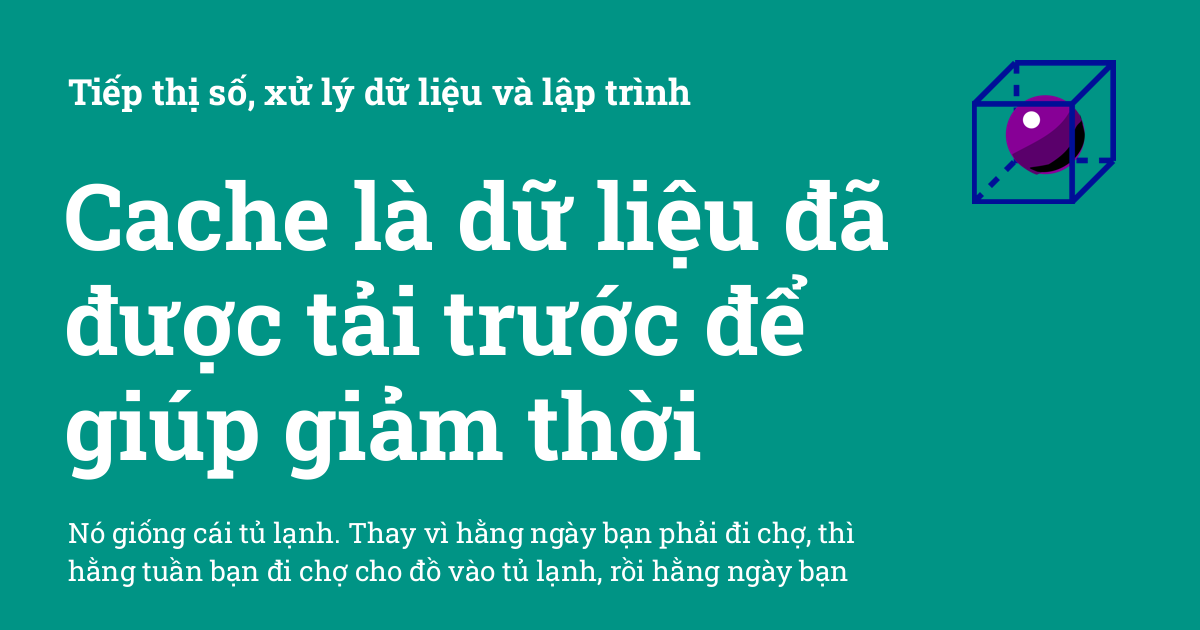 Tiếp thị số, xử lý dữ liệu và lập trình
Cache là dữ liệu đã
được tải trước để
giúp giảm thời
Nó giống cái tủ lạnh. Thay vì hằng ngày bạn phải đi chợ, thì
hằng tuần bạn đi chợ cho đồ vào tủ lạnh, rồi hằng ngày bạn